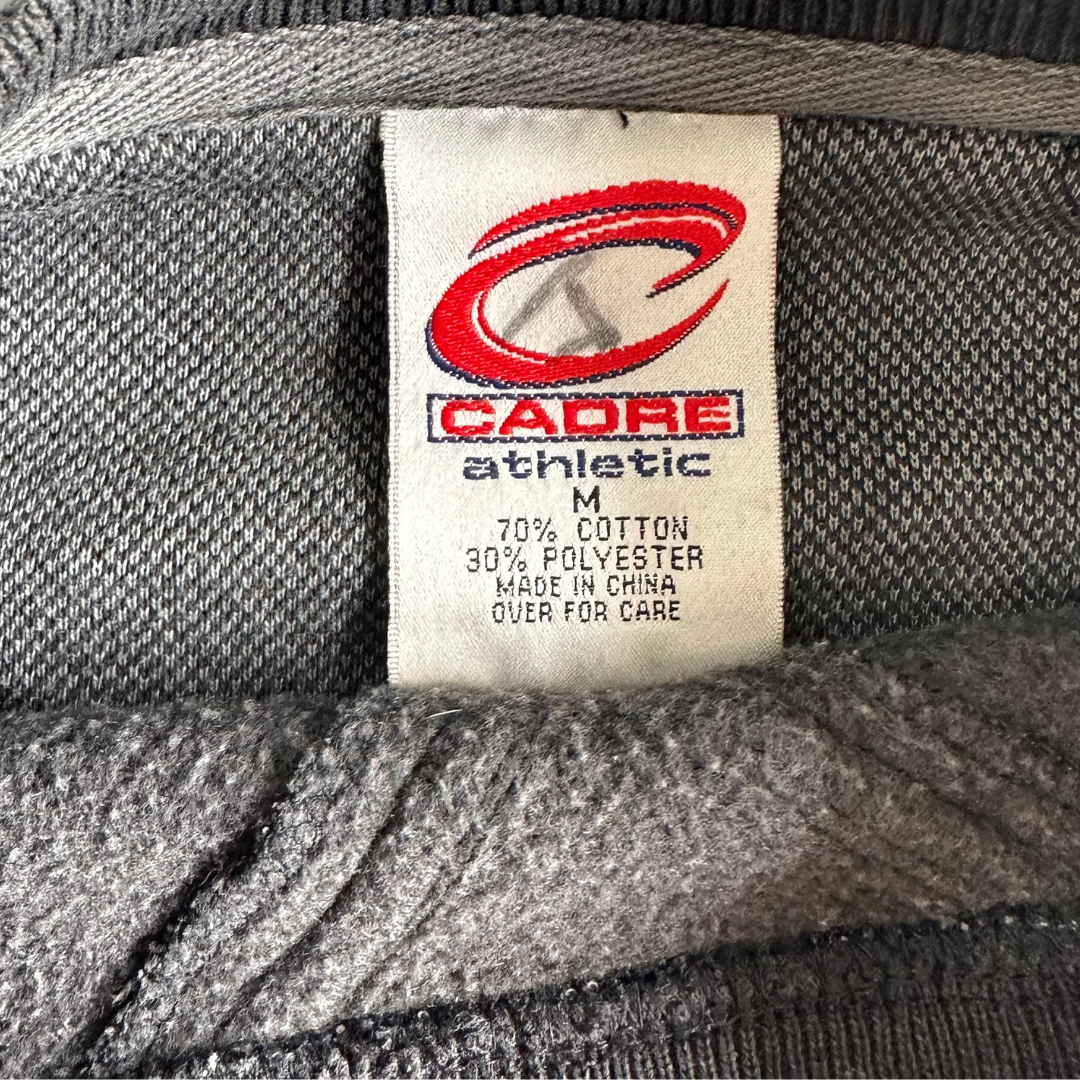 CADRE
athletic
M
70% COTTON
30% POLYESTER
MADE IN CHINA
OVER FOR CARE